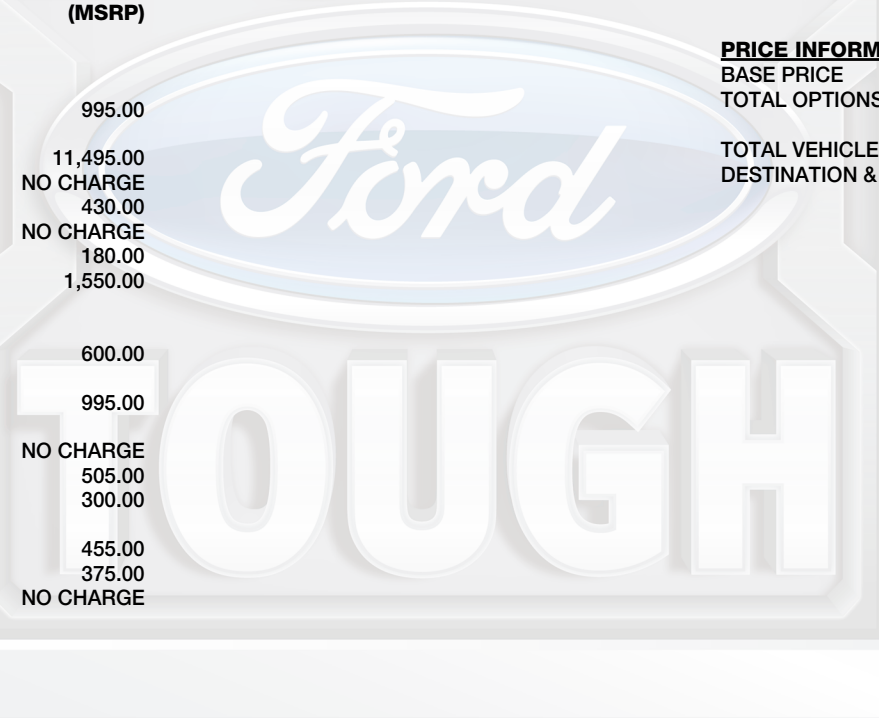 (MSRP)
995.00
11,495.00
NO CHARGE
430.00
NO CHARGE
180.00
1,550.00
600.00
995.00
NO CHARGE
505.00
300.00
455.00
375.00
NO CHARGE
PRICE INFORM
BASE PRICE
TOTAL OPTIONS
TOTAL VEHICLE
DESTINATION &
Ford
TOUGH